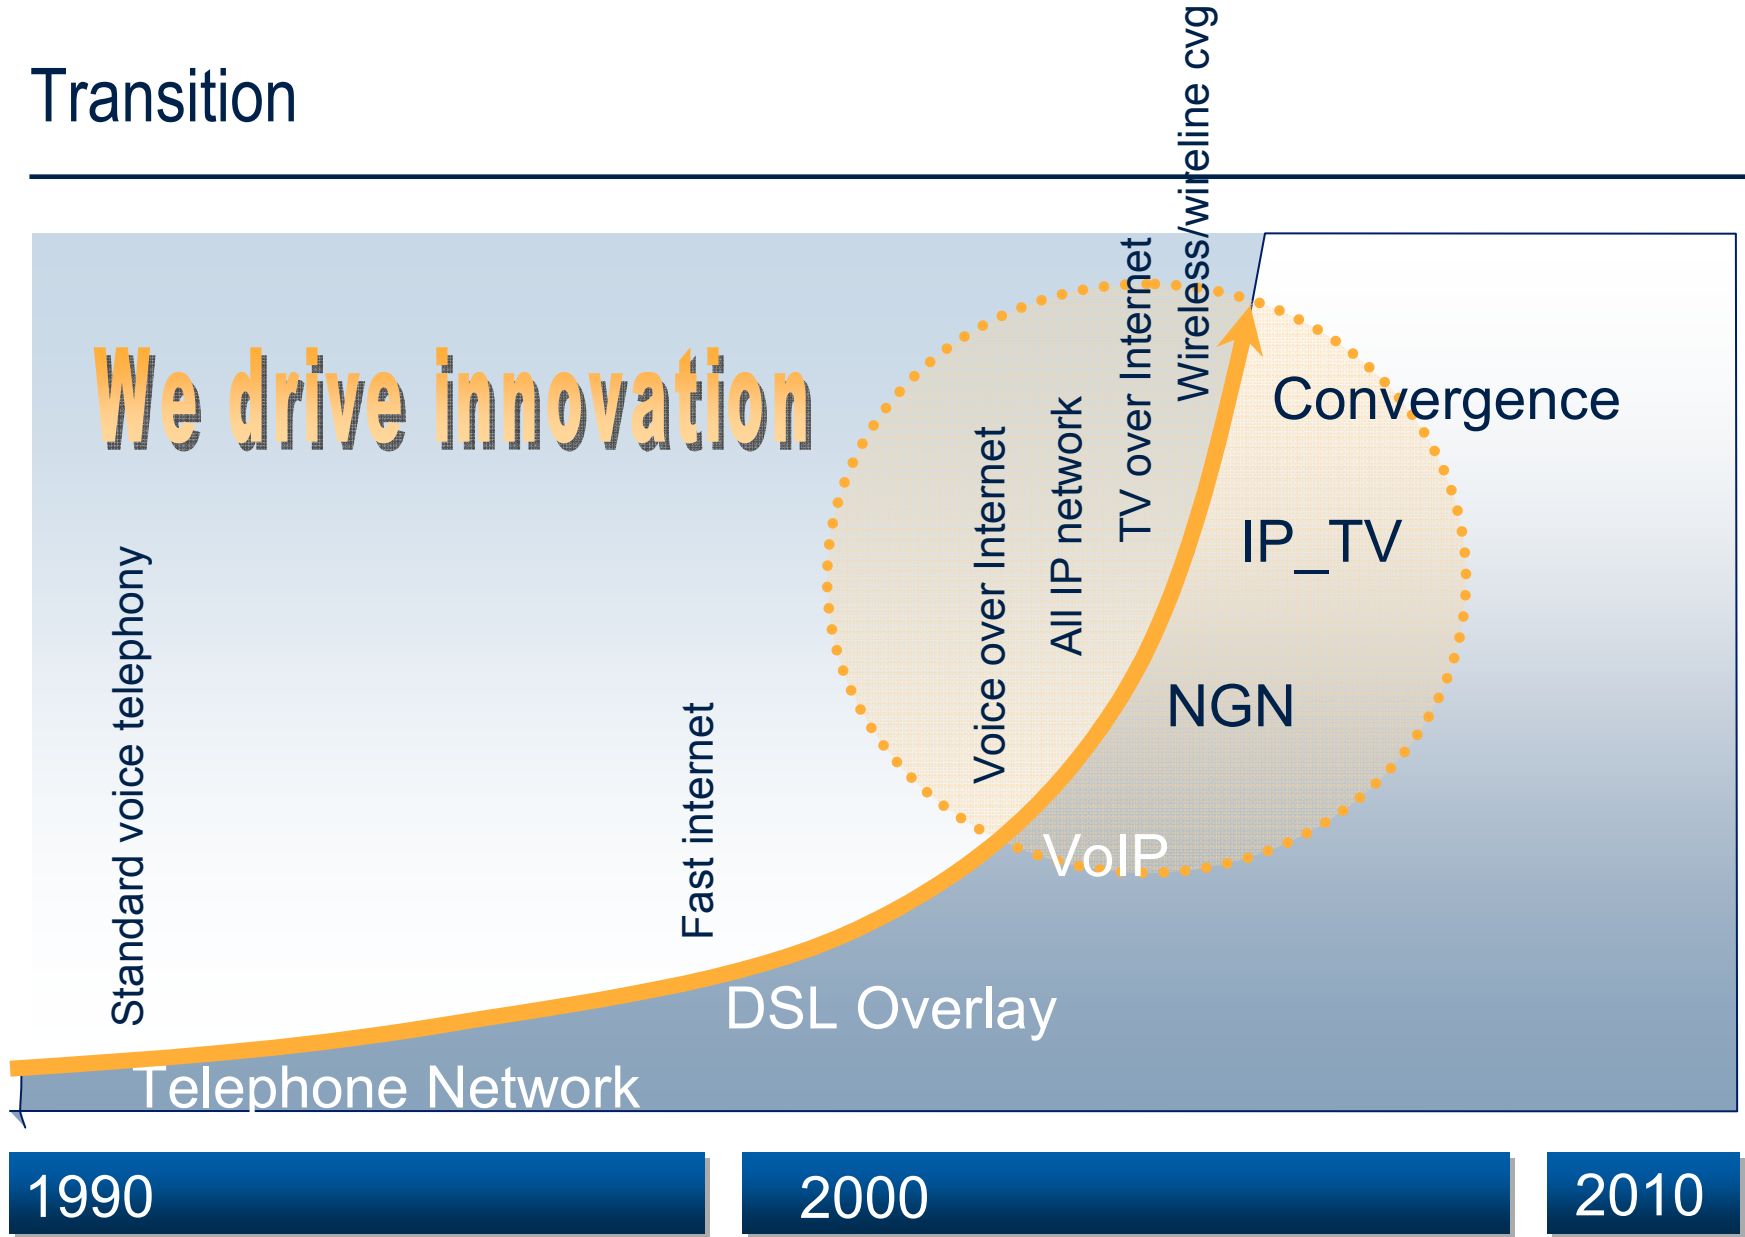 Transition
Wireless/wireline cvg
TV over Internet
We drive innovation
Convergence
All IP network
Voice over Internet
IP_TV
Standard voice telephony
NGN
Fast internet
VoIP
DSL Overlay
Telephone Network
1990
2000
2010